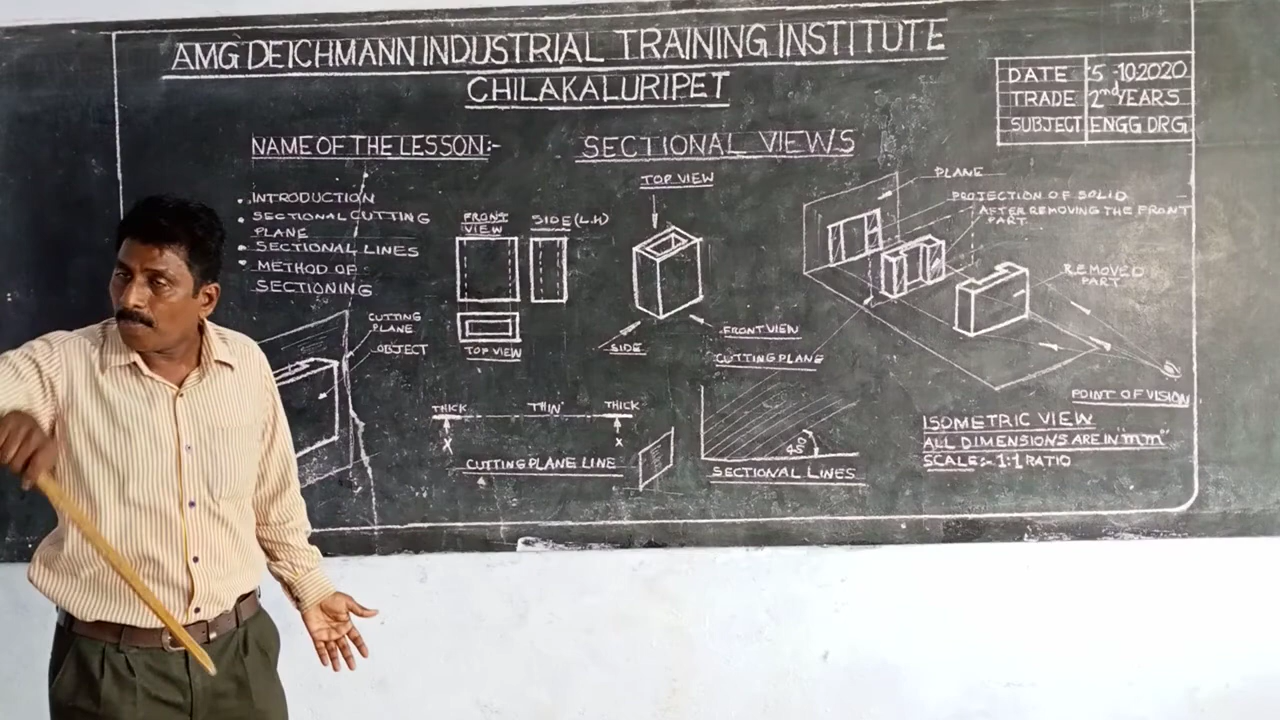 AMG DEICHMANN INDUSTRIAL TRAINING INSTITUTE
CHILAKALURIPET
DATE 5-10.2020
TRADE 2nd YEARS
SUBJECT ENGG DRG
NAME OF THE LESSON:- SECTIONAL VIEWS
• INTRODUCTION
• SECTIONAL CUTTING
PLANE
• SECTIONAL LINES
• METHOD OF
SECTIONING
CUTTING
PLANE
OBJECT
FRONT
VIEW
SIDE (L.H)
TOP VIEW
TOP VIEW
SIDE
FRONT VIEW
PLANE
PROJECTION OF SOLID
AFTER REMOVING THE FRONT
PART
REMOVED
PART
POINT OF VISION
THICK THIN THICK
X X
CUTTING PLANE LINE
CUTTING PLANE
45°
SECTIONAL LINES
ISOMETRIC VIEW
ALL DIMENSIONS ARE IN "mm"
SCALE:- 1:1 RATIO